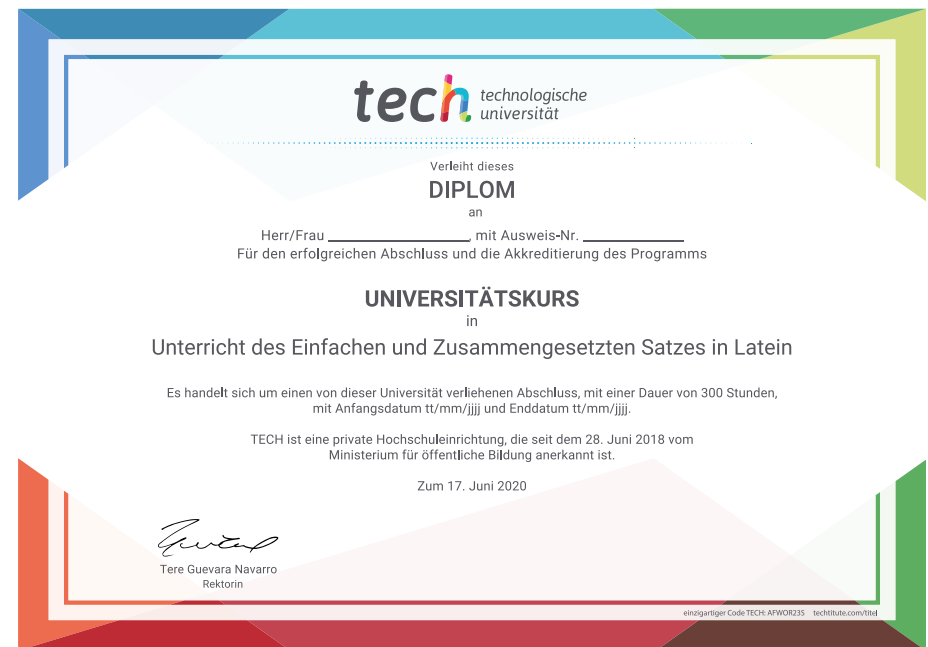 tech technologische
universität
Verleiht dieses
DIPLOM
an
Herr/Frau ____________________, mit Ausweis-Nr. ______________
Für den erfolgreichen Abschluss und die Akkreditierung des Programms
UNIVERSITÄTSKURS
in
Unterricht des Einfachen und Zusammengesetzten Satzes in Latein
Es handelt sich um einen von dieser Universität verliehenen Abschluss, mit einer Dauer von 300 Stunden,
mit Anfangsdatum tt/mm/jjjj und Enddatum tt/mm/jjjj.
TECH ist eine private Hochschuleinrichtung, die seit dem 28. Juni 2018 vom
Ministerium für öffentliche Bildung anerkannt ist.
Zum 17. Juni 2020
Tere Guevara Navarro
Rektorin
einzigartiger Code TECH: AFWOR23S techtitute.com/titel